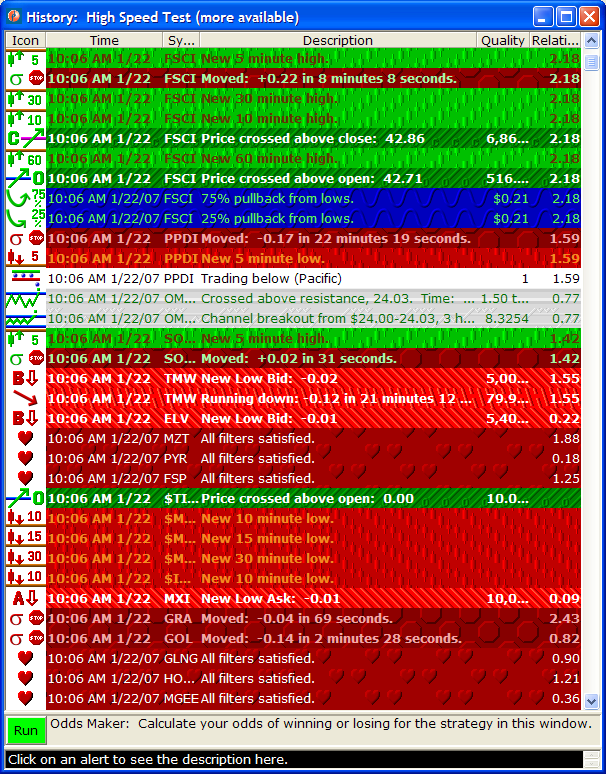 History: High Speed Test (more available)
Icon Time Sy... Description Quality Relati...
5 10:06 AM 1/22 FSCI New 5 minute high. 2.18
σ STOP 10:06 AM 1/22 FSCI Moved: +0.22 in 8 minutes 8 seconds. 2.18
30 10:06 AM 1/22 FSCI New 30 minute high. 2.18
10 10:06 AM 1/22 FSCI New 10 minute high. 2.18
C 10:06 AM 1/22 FSCI Price crossed above close: 42.86 6,86... 2.18
60 10:06 AM 1/22 FSCI New 60 minute high. 2.18
O 10:06 AM 1/22 FSCI Price crossed above open: 42.71 516.... 2.18
75 % 10:06 AM 1/22/07 FSCI 75% pullback from lows. $0.21 2.18
25 % 10:06 AM 1/22/07 FSCI 25% pullback from lows. $0.21 2.18
σ STOP 10:06 AM 1/22 PPDI Moved: -0.17 in 22 minutes 19 seconds. 1.59
5 10:06 AM 1/22 PPDI New 5 minute low. 1.59
10:06 AM 1/22/07 PPDI Trading below (Pacific) 1 1.59
10:06 AM 1/22/07 OM... Crossed above resistance, 24.03. Time: ... 1.50 t... 0.77
10:06 AM 1/22/07 OM... Channel breakout from $24.00-24.03, 3 h... 8.3254 0.77
5 10:06 AM 1/22 SO... New 5 minute high. 1.42
σ STOP 10:06 AM 1/22 SO... Moved: +0.02 in 31 seconds. 1.42
B 10:06 AM 1/22 TMW New Low Bid: -0.02 5,00... 1.55
10:06 AM 1/22 TMW Running down: -0.12 in 21 minutes 12 ... 79.9... 1.55
B 10:06 AM 1/22 ELV New Low Bid: -0.01 5,40... 0.22
10:06 AM 1/22/07 MZT All filters satisfied. 1.88
10:06 AM 1/22/07 PYR All filters satisfied. 0.18
10:06 AM 1/22/07 FSP All filters satisfied. 1.25
O 10:06 AM 1/22 $TI... Price crossed above open: 0.00 10.0...
10 10:06 AM 1/22 $M... New 10 minute low.
15 10:06 AM 1/22 $M... New 15 minute low.
30 10:06 AM 1/22 $M... New 30 minute low.
10 10:06 AM 1/22 $I... New 10 minute low.
A 10:06 AM 1/22 MXI New Low Ask: -0.01 10,0... 0.09
σ STOP 10:06 AM 1/22 GRA Moved: -0.04 in 69 seconds. 2.43
σ STOP 10:06 AM 1/22 GOL Moved: -0.14 in 2 minutes 28 seconds. 0.82
10:06 AM 1/22/07 GLNG All filters satisfied. 0.90
10:06 AM 1/22/07 HO... All filters satisfied. 1.21
10:06 AM 1/22/07 MGEE All filters satisfied. 0.36
Run Odds Maker: Calculate your odds of winning or losing for the strategy in this window.
Click on an alert to see the description here.